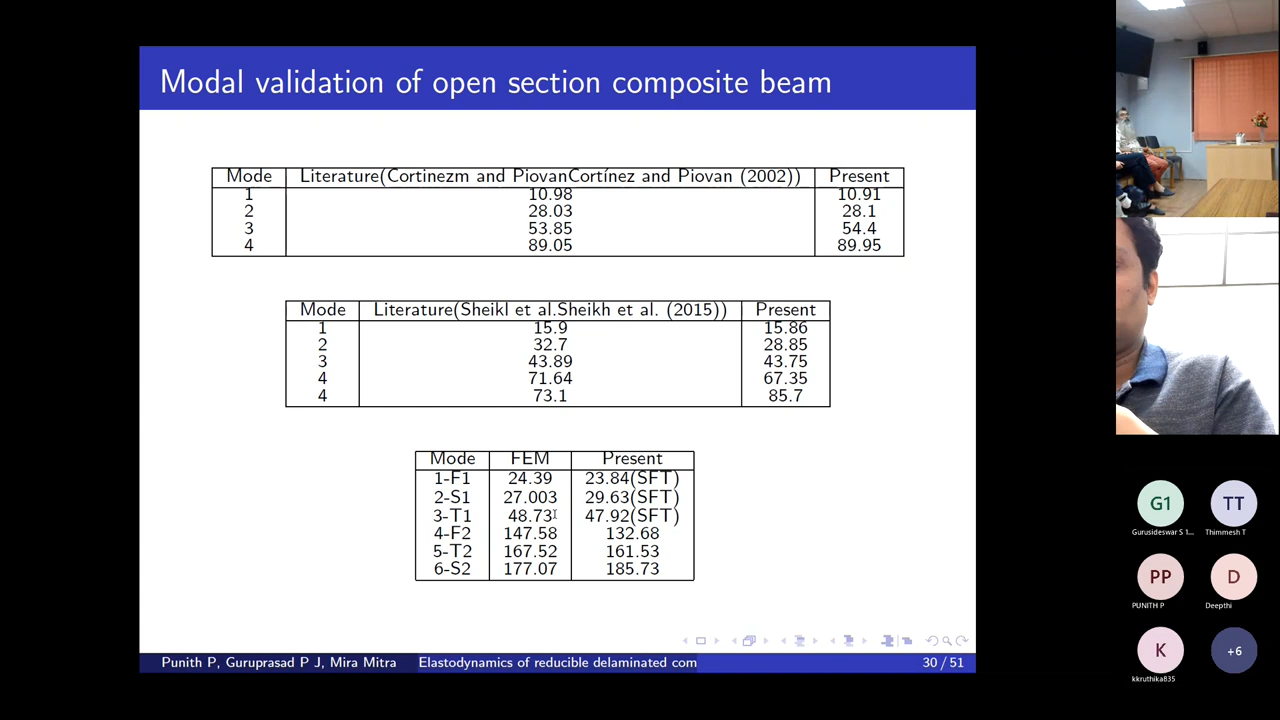 Modal validation of open section composite beam
Mode Literature(Cortinezm and PiovanCortínez and Piovan (2002)) Present
1 10.98 10.91
2 28.03 28.1
3 53.85 54.4
4 89.05 89.95
Mode Literature(Sheikl et al.Sheikh et al. (2015)) Present
1 15.9 15.86
2 32.7 28.85
3 43.89 43.75
4 71.64 67.35
4 73.1 85.7
Mode FEM Present
1-F1 24.39 23.84(SFT)
2-S1 27.003 29.63(SFT)
3-T1 48.73 47.92(SFT)
4-F2 147.58 132.68
5-T2 167.52 161.53
6-S2 177.07 185.73
Punith P, Guruprasad P J, Mira Mitra Elastodynamics of reducible delaminated com 30 / 51
G1 TT
Gurusideswar S 1... Thimmesh T
PP D
PUNITH P Deepthi
K +6
kkruthika835